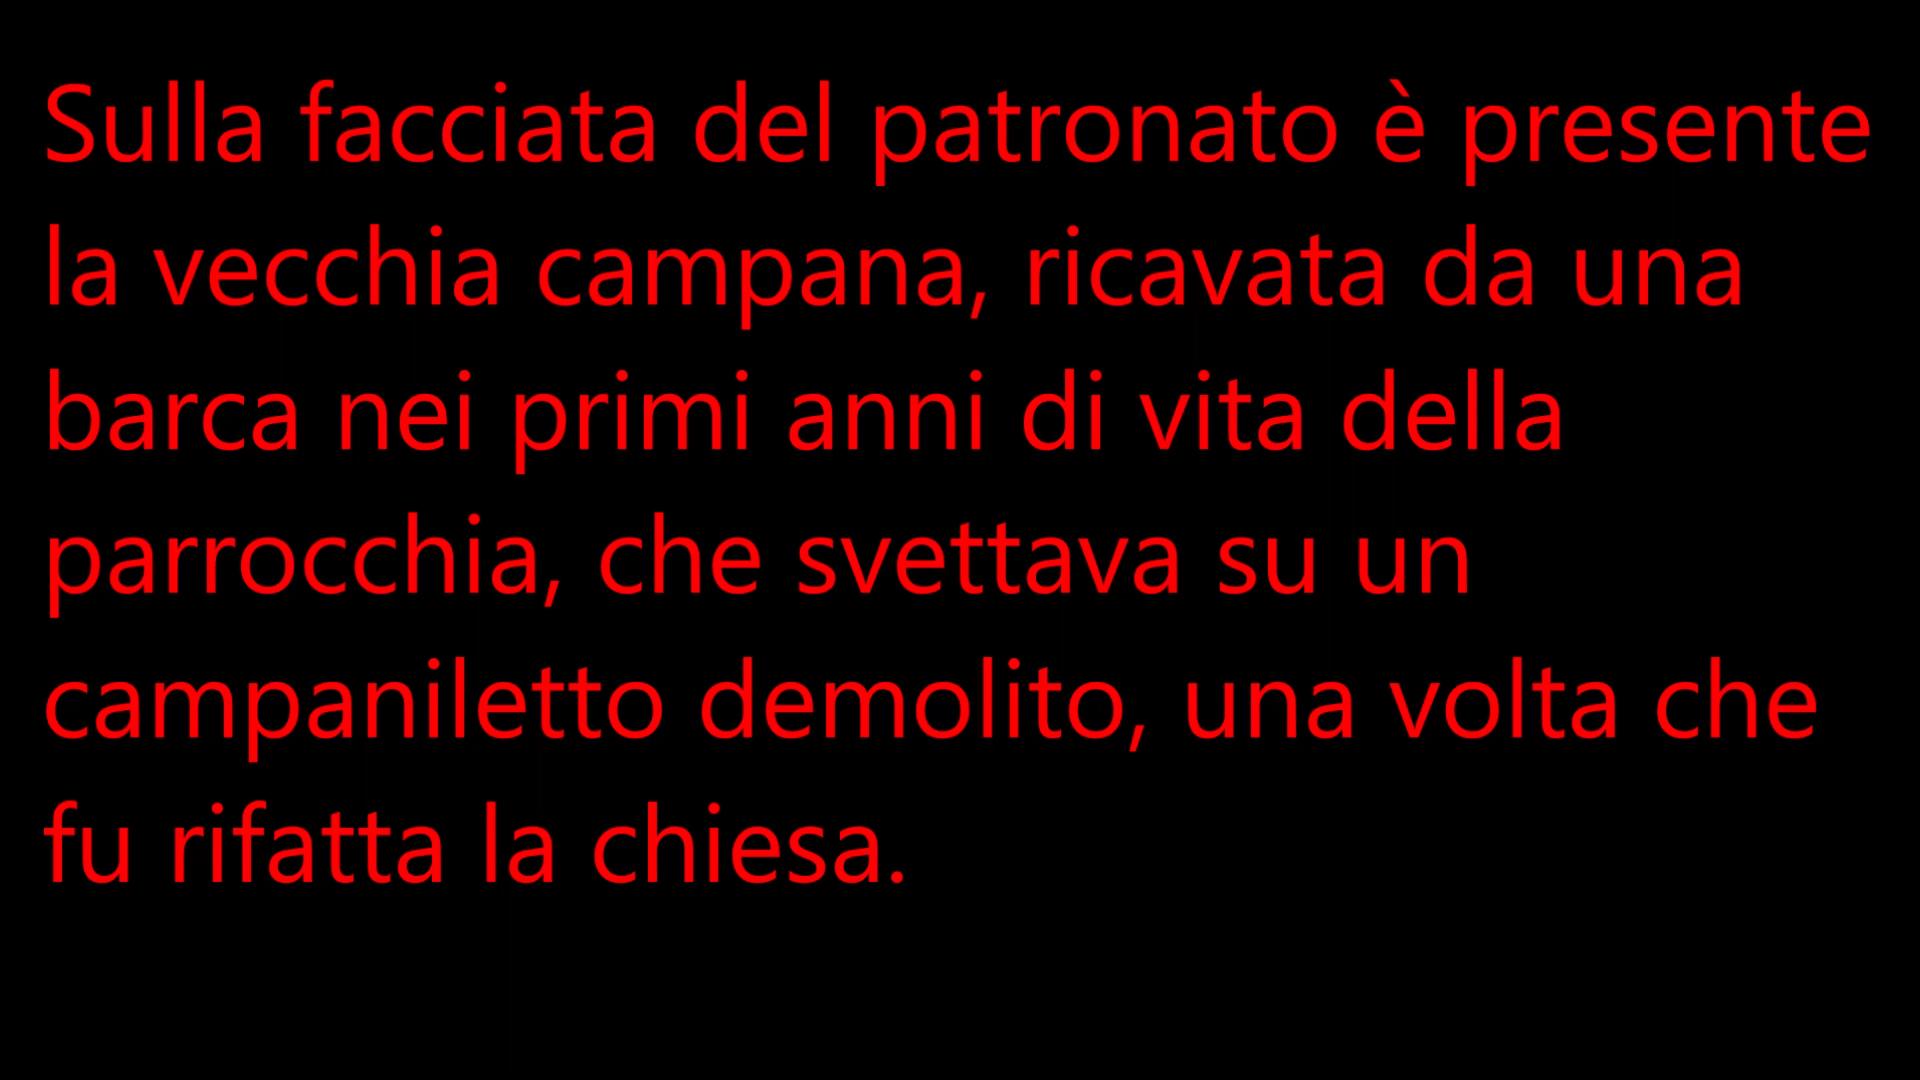 Sulla facciata del patronato è presente
la vecchia campana, ricavata da una
barca nei primi anni di vita della
parrocchia, che svettava su un
campaniletto demolito, una volta che
fu rifatta la chiesa.